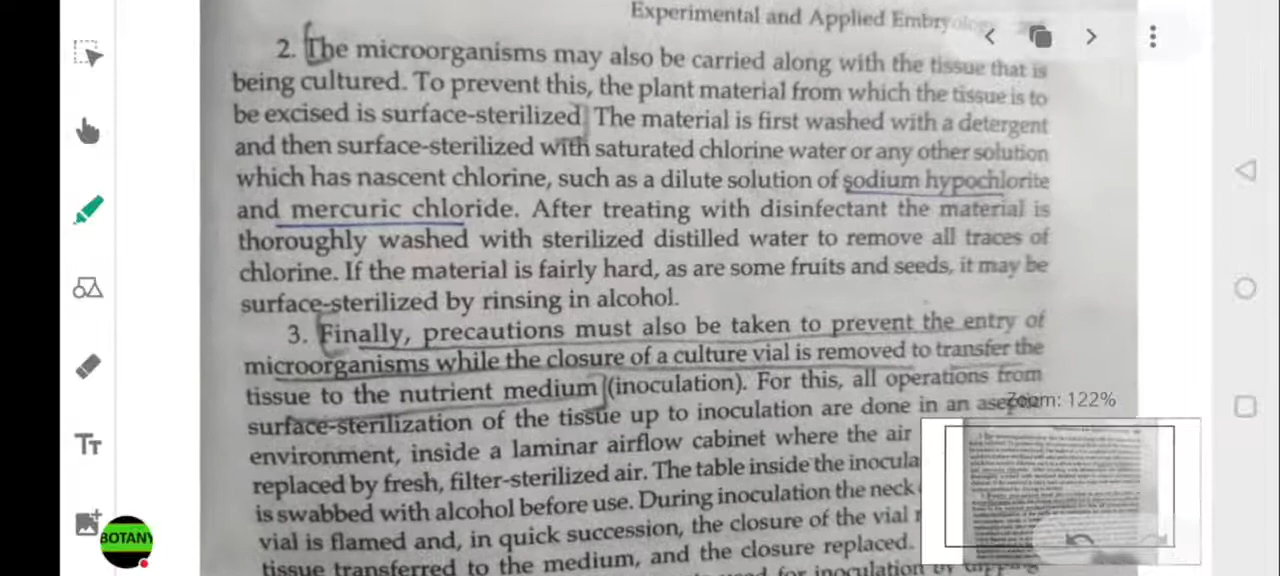 Experimental and Applied
2. The microorganisms may also be carried along with the tissue that is
being cultured. To prevent this, the plant material from which the tissue is to
be excised is surface-sterilized. The material is first washed with a detergent
and then surface-sterilized with saturated chlorine water or any other solution
which has nascent chlorine, such as a dilute solution of sodium hypochlorite
and mercuric chloride. After treating with disinfectant the material is
thoroughly washed with sterilized distilled water to remove all traces of
chlorine. If the material is fairly hard, as are some fruits and seeds, it may be
surface-sterilized by rinsing in alcohol.
3. Finally, precautions must also be taken to prevent the entry of
microorganisms while the closure of a culture vial is removed to transfer the
tissue to the nutrient medium (inoculation). For this, all operations from
surface-sterilization of the tissue up to inoculation are done in an
Zoom: 122%
environment, inside a laminar airflow cabinet where the air
replaced by fresh, filter-sterilized air. The table inside the
is swabbed with alcohol before use. During inoculation the neck
vial is flamed and, in quick succession, the closure of the vial
tissue transferred to the medium, and the closure replaced.
for inoculation by
TT
BOTANY